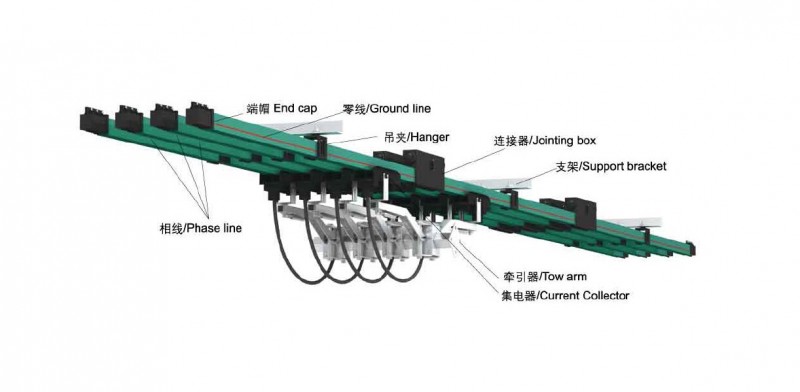 端帽 End cap
零线/Ground line
吊夹/Hanger
连接器/Jointing box
支架/Support bracket
相线/Phase line
牵引器/Tow arm
集电器/Current Collector